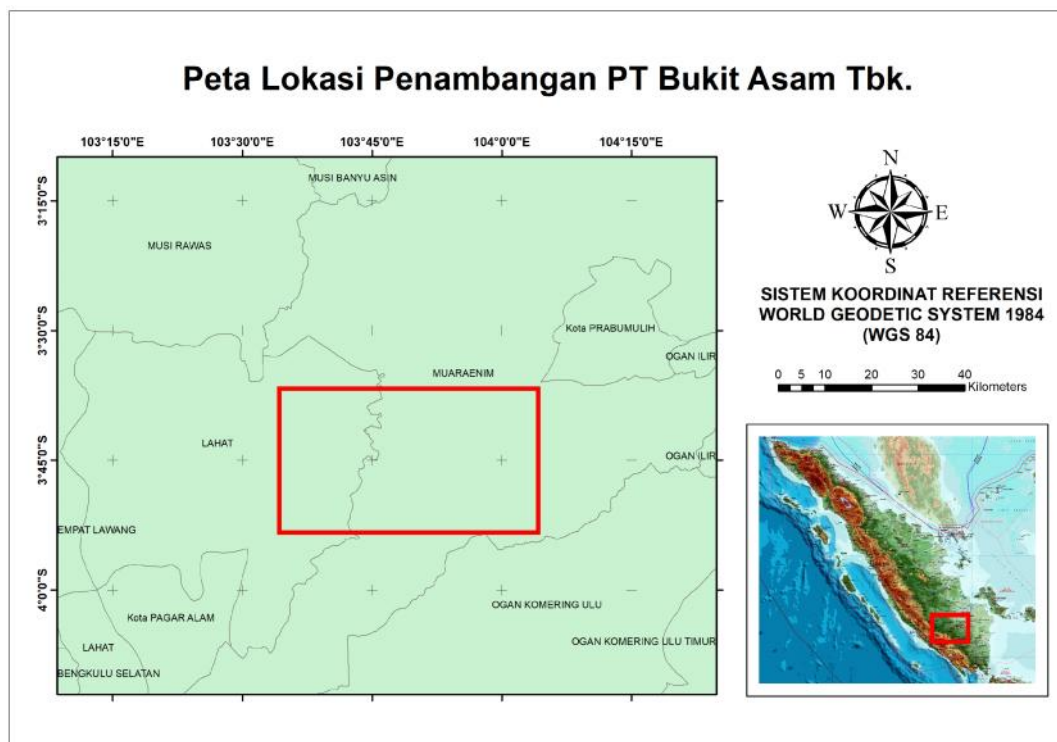 Peta Lokasi Penambangan PT Bukit Asam Tbk.
103°15'0"E 103°30'0"E 103°45'0"E 104°0'0"E 104°15'0"E
3°15'0"S
3°30'0"S
3°45'0"S
4°0'0"S
MUSI BANYU ASIN
MUSI RAWAS
Kota PRABUMULIH
OGAN ILIR
MUARAENIM
LAHAT
OGAN ILIR
EMPAT LAWANG
OGAN KOMERING ULU
Kota PAGAR ALAM
OGAN KOMERING ULU TIMUR
LAHAT
BENGKULU SELATAN
N
W E
S
SISTEM KOORDINAT REFERENSI
WORLD GEODETIC SYSTEM 1984
(WGS 84)
0 5 10 20 30 40
Kilometers